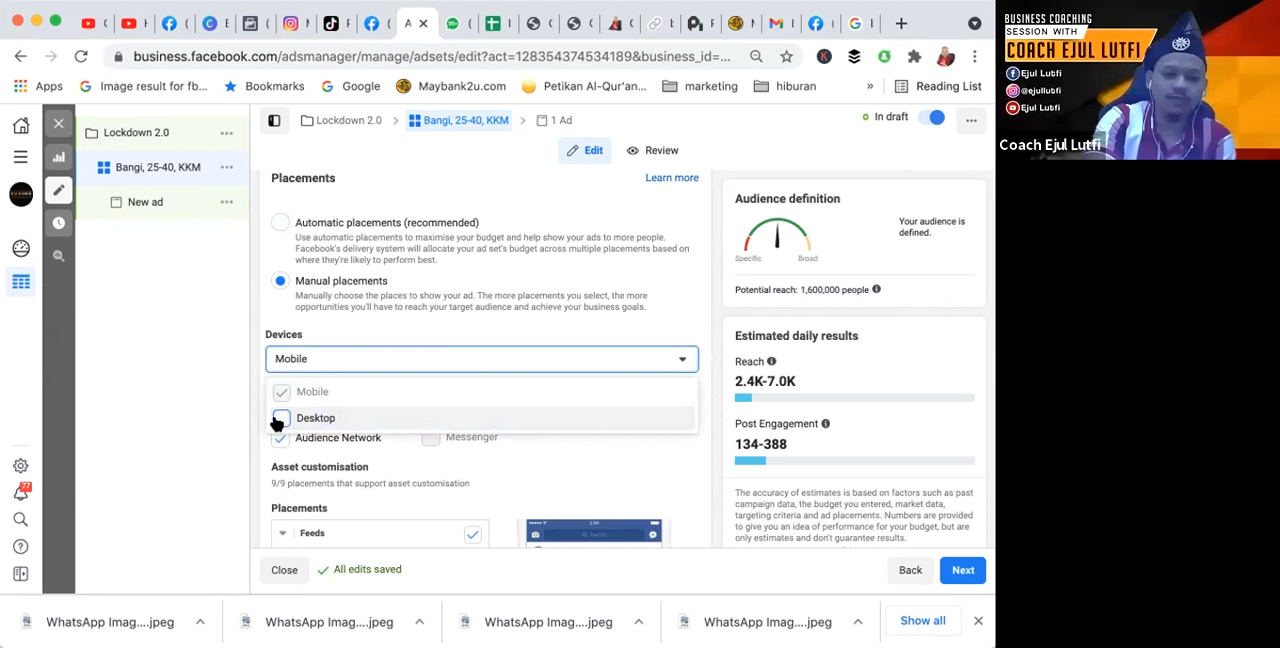 business.facebook.com/adsmanager/manage/adsets/edit?act=128354374534189&business_id=...
Apps
Image result for fb...
Bookmarks
Google
Maybank2u.com
Petikan Al-Qur'an...
marketing
hiburan
»
Reading List
BUSINESS COACHING
SESSION WITH
COACH EJUL LUTFI
Ejul Lutfi
@ejullutfi
Ejul Lutfi
Coach Ejul Lutfi
Lockdown 2.0
Bangi, 25-40, KKM
New ad
Lockdown 2.0
Bangi, 25-40, KKM
1 Ad
In draft
Edit
Review
Placements
Learn more
Automatic placements (recommended)
Use automatic placements to maximise your budget and help show your ads to more people.
Facebook's delivery system will allocate your ad set's budget across multiple placements based on
where they're likely to perform best.
Manual placements
Manually choose the places to show your ad. The more placements you select, the more
opportunities you'll have to reach your target audience and achieve your business goals.
Devices
Mobile
Mobile
Desktop
Audience Network
Messenger
Asset customisation
9/9 placements that support asset customisation
Placements
Feeds
Audience definition
Your audience is
defined.
Specific
Broad
Potential reach: 1,600,000 people
Estimated daily results
Reach
2.4K-7.0K
Post Engagement
134-388
The accuracy of estimates is based on factors such as past
campaign data, the budget you entered, market data,
targeting criteria and ad placements. Numbers are provided
to give you an idea of performance for your budget, but are
only estimates and don't guarantee results.
Close
All edits saved
Back
Next
WhatsApp Imag....jpeg
WhatsApp Imag....jpeg
WhatsApp Imag....jpeg
WhatsApp Imag....jpeg
Show all